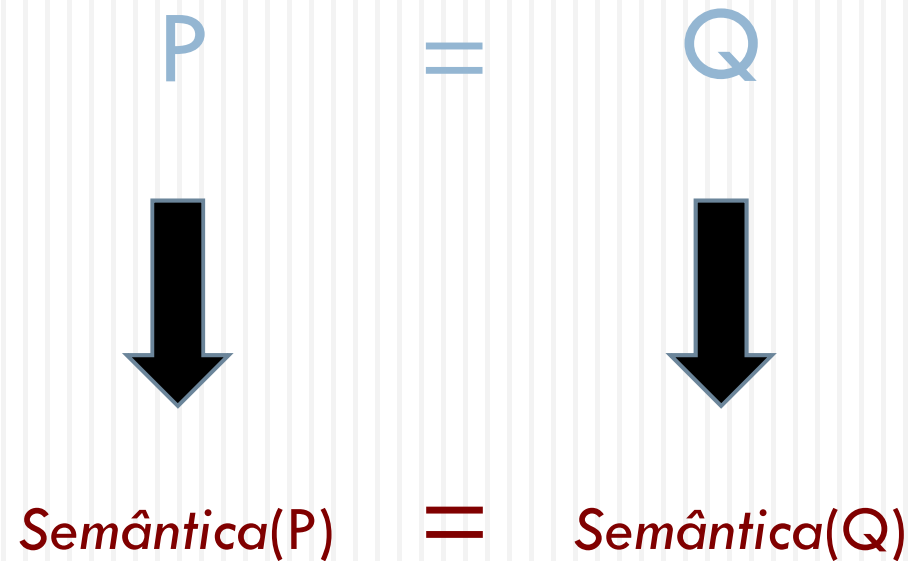 P = Q
Semântica(P) = Semântica(Q)